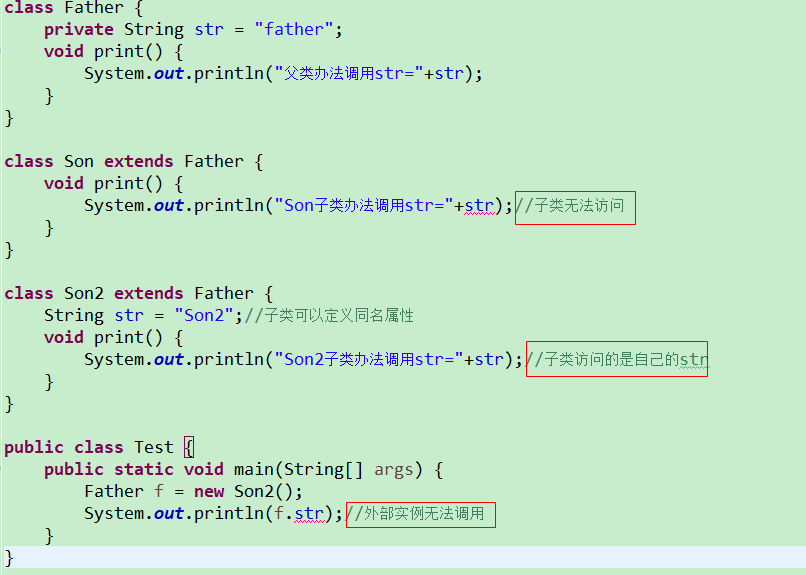 class Father {
    private String str = "father";
    void print() {
        System.out.println("父类办法调用str="+str);
    }
}

class Son extends Father {
    void print() {
        System.out.println("Son子类办法调用str="+str);//子类无法访问
    }
}

class Son2 extends Father {
    String str = "Son2";//子类可以定义同名属性
    void print() {
        System.out.println("Son2子类办法调用str="+str);//子类访问的是自己的str
    }
}

public class Test {
    public static void main(String[] args) {
        Father f = new Son2();
        System.out.println(f.str);//外部实例无法调用
    }
}